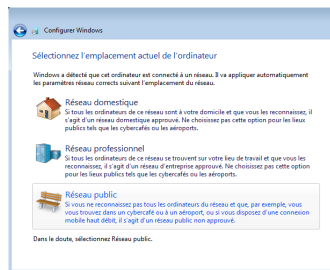 Configurer Windows
Sélectionnez l'emplacement actuel de l'ordinateur
Windows a détecté que cet ordinateur est connecté à un réseau. Il va appliquer automatiquement
les paramètres réseau corrects suivant l'emplacement du réseau.
Réseau domestique
Si tous les ordinateurs de ce réseau sont à votre domicile et que vous les reconnaissez, il
s'agit d'un réseau domestique approuvé. Ne choisissez pas cette option pour les lieux
publics tels que les cybercafés ou les aéroports.
Réseau professionnel
Si tous les ordinateurs de ce réseau se trouvent sur votre lieu de travail et que vous les
reconnaissez, il s'agit d'un réseau d'entreprise approuvé. Ne choisissez pas cette option
pour les lieux publics tels que les cybercafés ou les aéroports.
Réseau public
Si vous ne reconnaissez pas tous les ordinateurs du réseau et que, par exemple, vous
vous trouvez dans un cybercafé ou à un aéroport, ou si vous disposez d'une connexion
mobile haut débit, il s'agit d'un réseau public non approuvé.
Dans le doute, sélectionnez Réseau public.